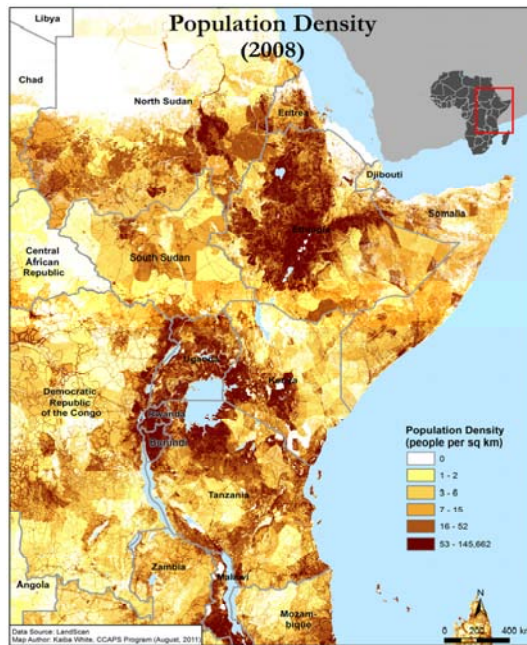 Population Density
(2008)
Libya
Chad
North Sudan
Eritrea
Djibouti
Somalia
Ethiopia
Central
African
Republic
South Sudan
Uganda
Kenya
Democratic
Republic
of the Congo
Rwanda
Burundi
Population Density
(people per sq km)
0
1 - 2
3 - 6
7 - 15
16 - 52
53 - 145,662
Tanzania
Zambia
Malawi
Angola
Mozam-
bique
N
0 200 400 km
Data Source: LandScan
Map Author: Kaiba White, CCAPS Program (August, 2011)